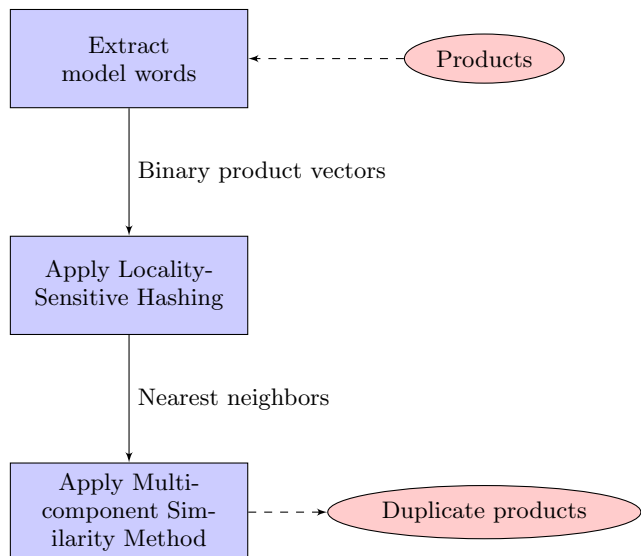 Extract
model words
Products
Binary product vectors
Apply Locality-
Sensitive Hashing
Nearest neighbors
Apply Multi-
component Sim-
ilarity Method
Duplicate products